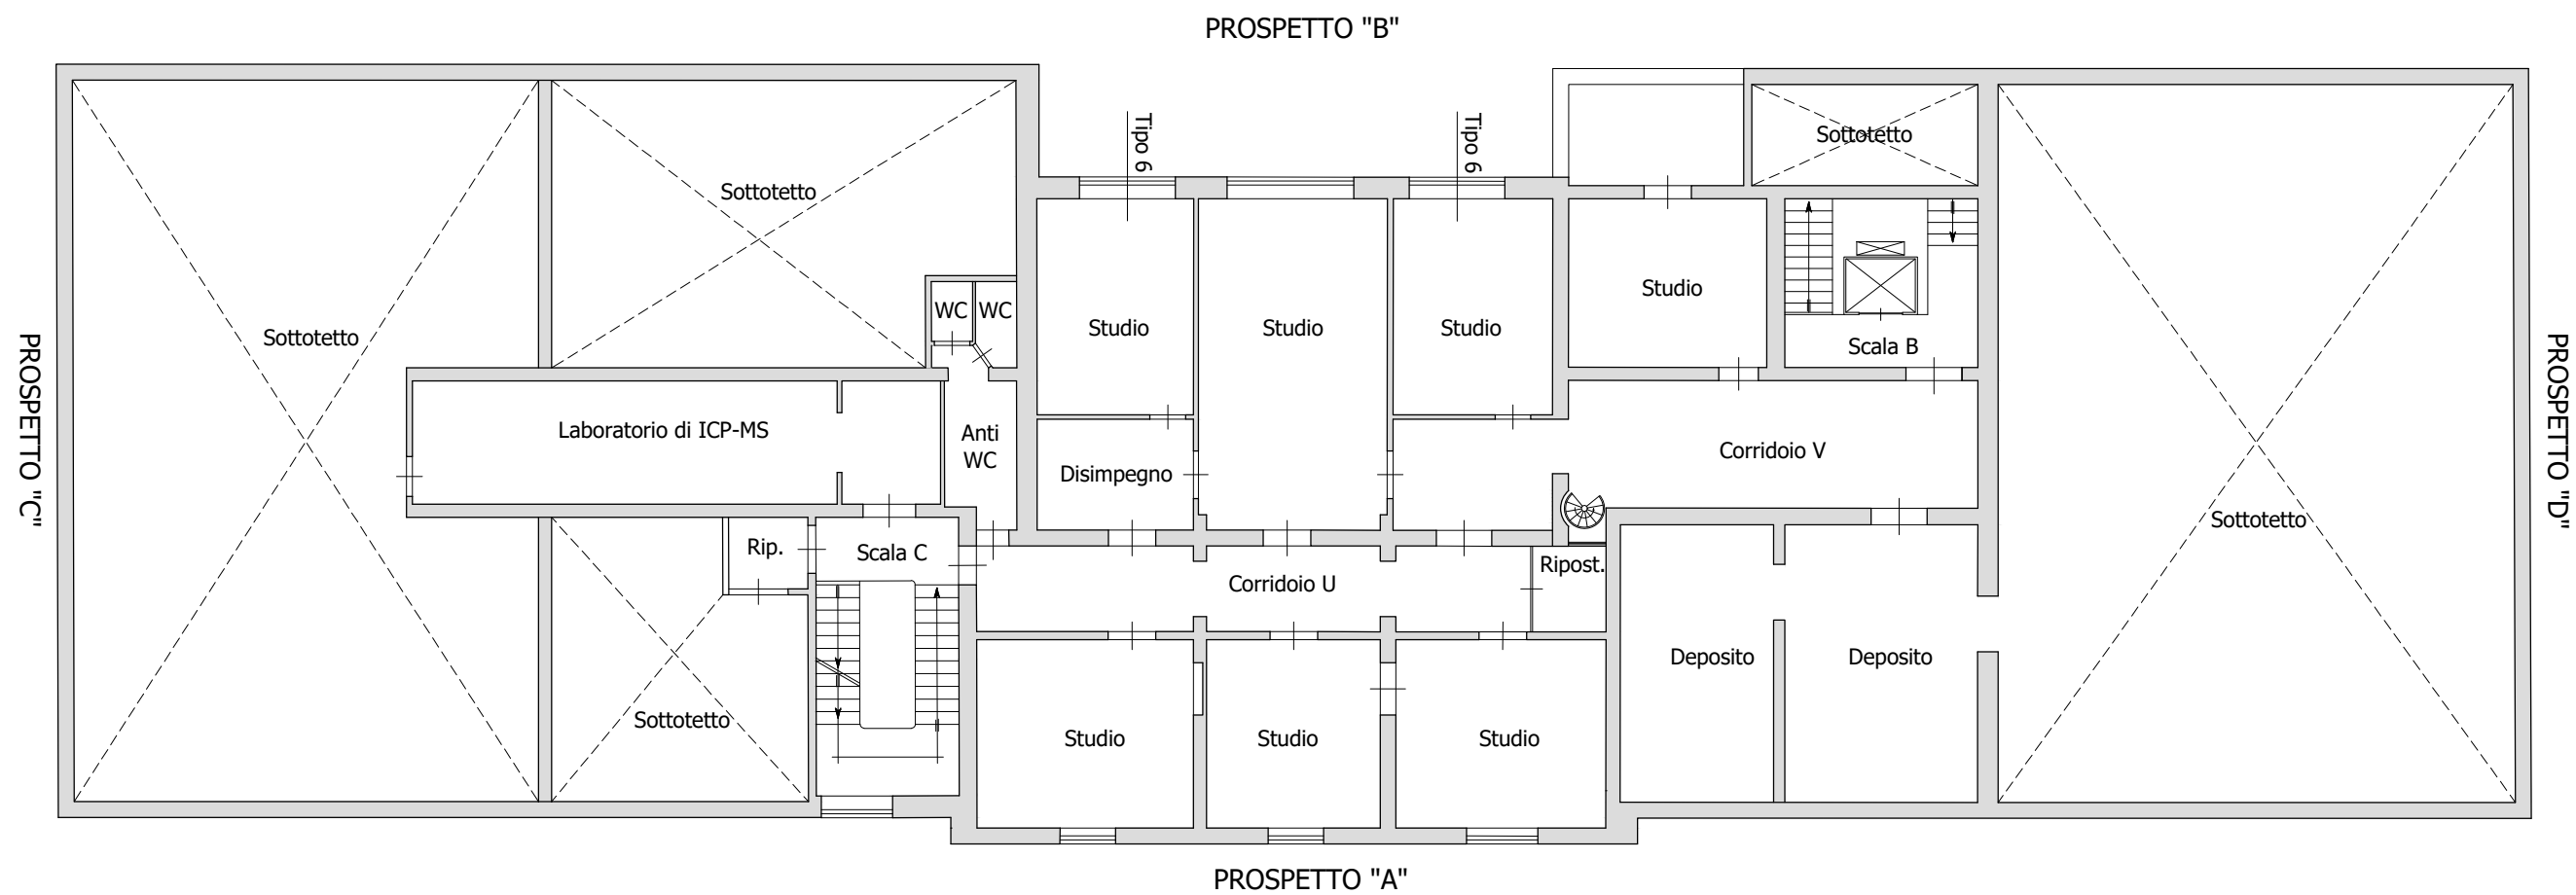 PROSPETTO "B"
Tipo 6
Tipo 6
Sottotetto
Sottotetto
Sottotetto
WC
WC
Studio
Studio
Studio
Studio
Scala B
PROSPETTO "C"
PROSPETTO "D"
Laboratorio di ICP-MS
Anti
WC
Disimpegno
Corridoio V
Sottotetto
Rip.
Scala C
Corridoio U
Ripost.
Deposito
Deposito
Sottotetto
Studio
Studio
Studio
PROSPETTO "A"